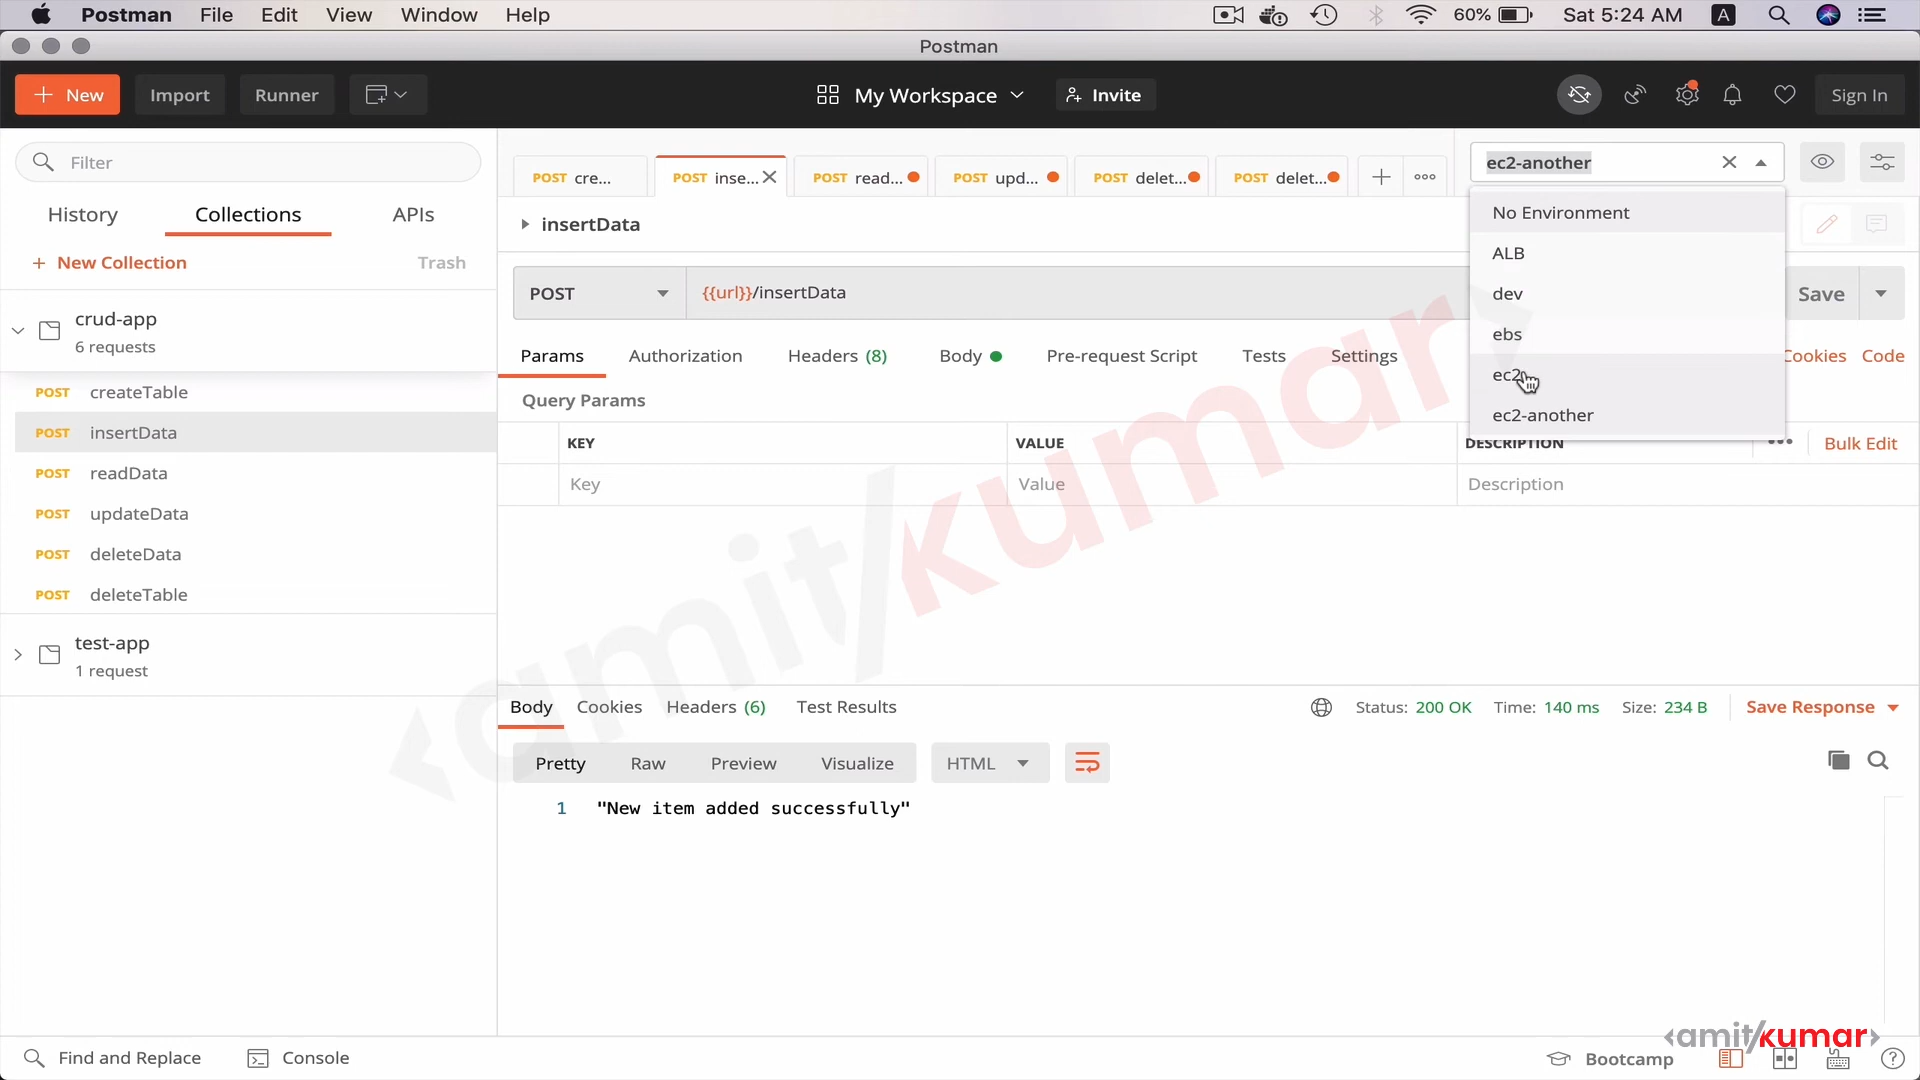 Postman File Edit View Window Help 60% Sat 5:24 AM A
Postman
New Import Runner My Workspace Invite Sign In
Filter
History Collections APIs
New Collection Trash
crud-app
6 requests
POST createTable
POST insertData
POST readData
POST updateData
POST deleteData
POST deleteTable
test-app
1 request
POST cre... POST inse... POST read... POST upd... POST delet... POST delet...
ec2-another
No Environment
ALB
dev
ebs
ec2
ec2-another
insertData
POST {{url}}/insertData Save
Params Authorization Headers (8) Body Pre-request Script Tests Settings Cookies Code
Query Params
KEY VALUE DESCRIPTION Bulk Edit
Key Value Description
<amit/kumar>
Body Cookies Headers (6) Test Results Status: 200 OK Time: 140 ms Size: 234 B Save Response
Pretty Raw Preview Visualize HTML
1 "New item added successfully"
<amit/kumar>
Find and Replace Console Bootcamp